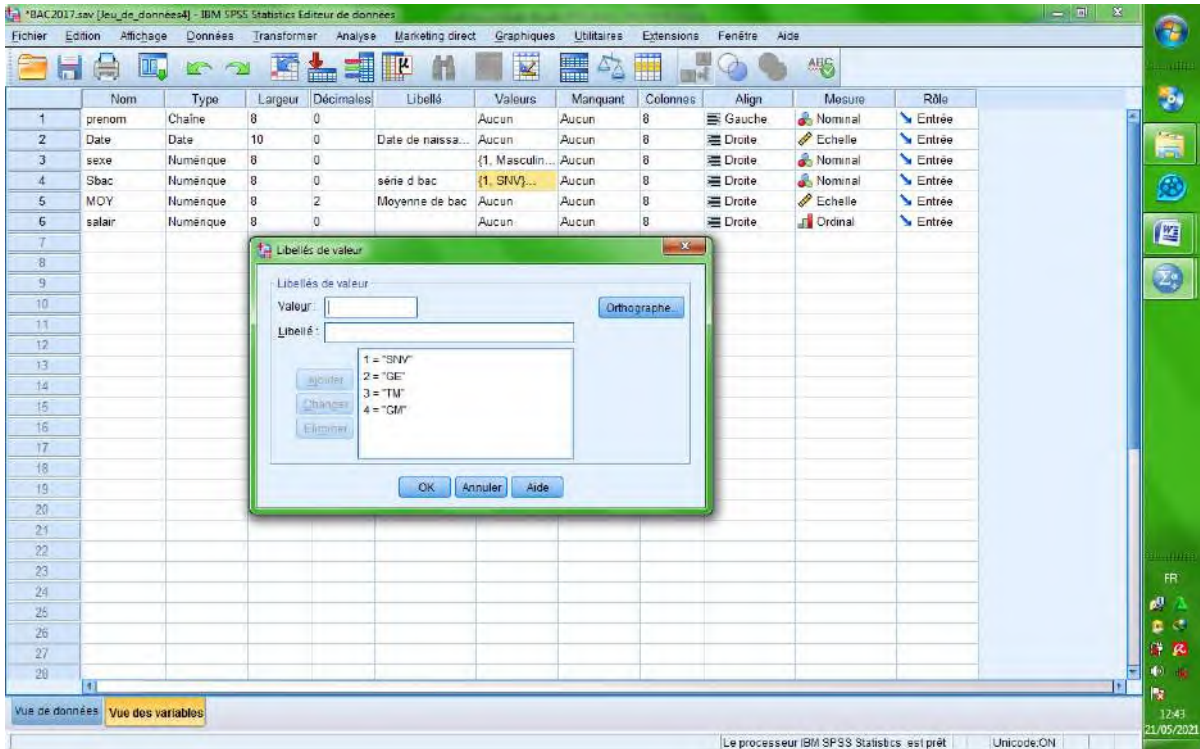 *BAC2017.sav [Jeu_de_données4] - IBM SPSS Statistics Editeur de données
Fichier Edition Affichage Données Transformer Analyse Marketing direct Graphiques Utilitaires Extensions Fenêtre Aide
Nom Type Largeur Décimales Libellé Valeurs Manquant Colonnes Align Mesure Rôle
1 prenom Chaîne 8 0 Aucun Aucun 8 Gauche Nominal Entrée
2 Date Date 10 0 Date de naissa... Aucun Aucun 8 Droite Echelle Entrée
3 sexe Numérique 8 0 {1, Masculin... Aucun 8 Droite Nominal Entrée
4 Sbac Numérique 8 0 série d bac {1, SNV}... Aucun 8 Droite Nominal Entrée
5 MOY Numérique 8 2 Moyenne de bac Aucun Aucun 8 Droite Echelle Entrée
6 salair Numérique 8 0 Aucun Aucun 8 Droite Ordinal Entrée
7
8
9
10
11
12
13
14
15
16
17
18
19
20
21
22
23
24
25
26
27
28
Libellés de valeur
Libellés de valeur
Valeur :
Orthographe...
Libellé :
1 = "SNV"
2 = "GE"
3 = "TM"
4 = "GM"
Ajouter
Changer
Eliminer
OK Annuler Aide
Vue de données Vue des variables
Le processeur IBM SPSS Statistics est prêt Unicode:ON
FR
12:43
21/05/2021